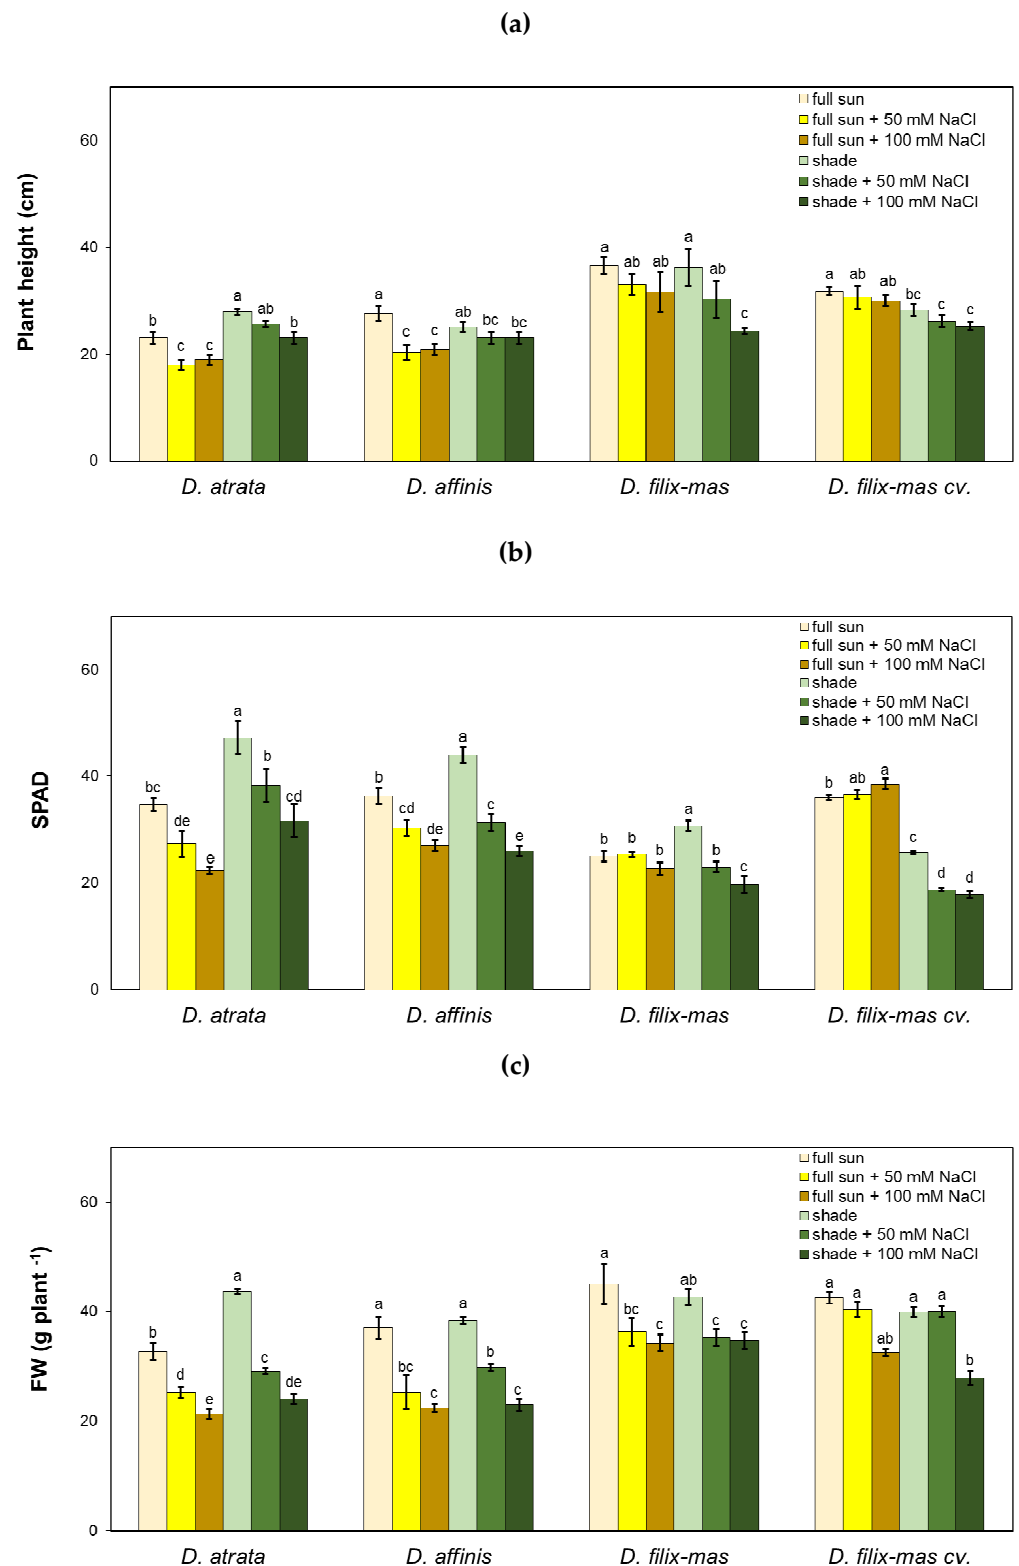 (a)
full sun
full sun + 50 mM NaCl
full sun + 100 mM NaCl
shade
shade + 50 mM NaCl
shade + 100 mM NaCl
Plant height (cm)
60
40
20
0
b c c a ab b
a c c ab bc bc
a ab ab a ab c
a ab ab bc c c
D. atrata D. affinis D. filix-mas D. filix-mas cv.
(b)
full sun
full sun + 50 mM NaCl
full sun + 100 mM NaCl
shade
shade + 50 mM NaCl
shade + 100 mM NaCl
SPAD
60
40
20
0
bc de e a b cd
b cd de a c e
b b b a b c
b ab a c d d
D. atrata D. affinis D. filix-mas D. filix-mas cv.
(c)
full sun
full sun + 50 mM NaCl
full sun + 100 mM NaCl
shade
shade + 50 mM NaCl
shade + 100 mM NaCl
FW (g plant -1)
60
40
20
0
b d e a c de
a bc c a b c
a bc c ab c c
a a ab a a b
D. atrata D. affinis D. filix-mas D. filix-mas cv.